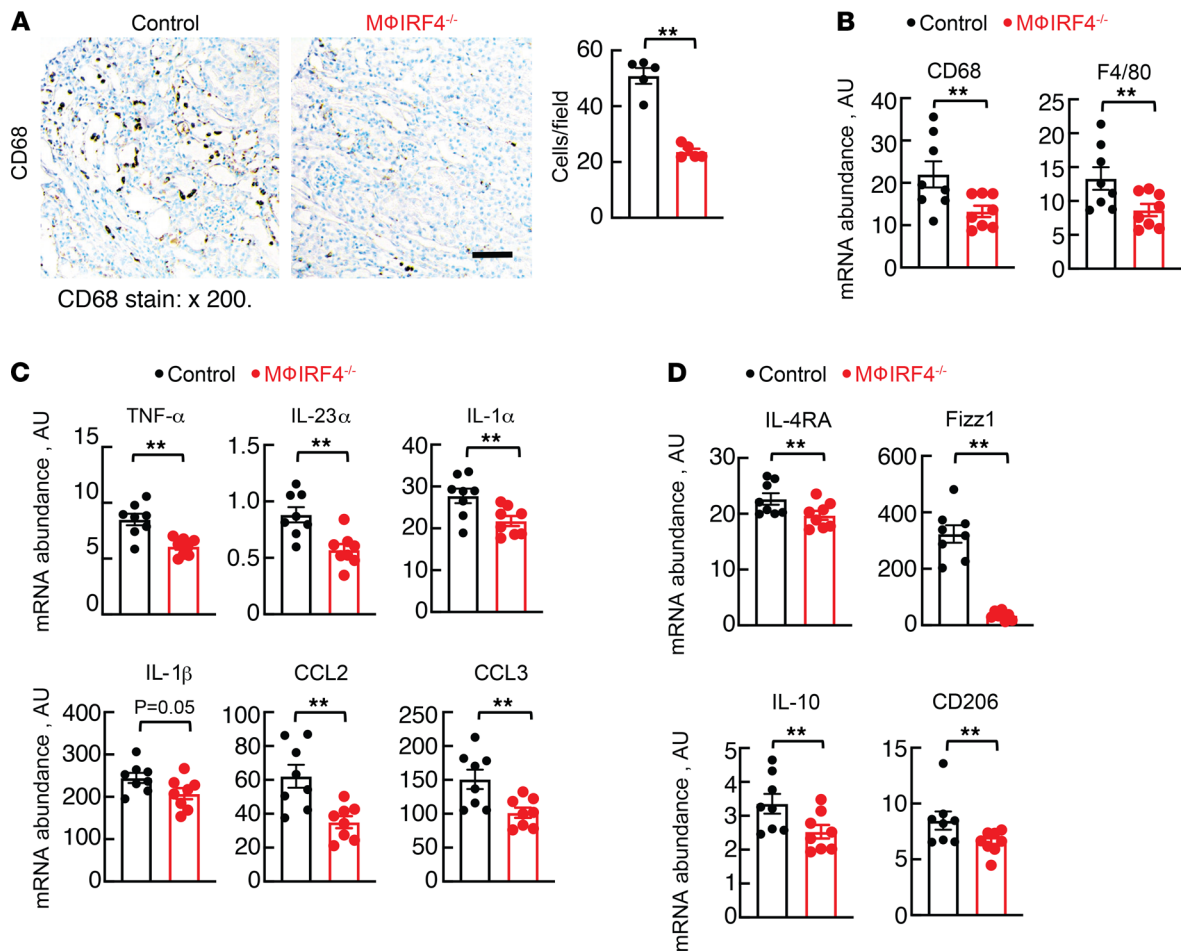 A
Control
MΦIRF4-/-
CD68
CD68 stain: x 200.
Cells/field
60
40
20
0
**
B
Control MΦIRF4-/-
mRNA abundance , AU
CD68
**
40
30
20
10
0
F4/80
**
25
20
15
10
5
0
C
Control MΦIRF4-/-
mRNA abundance , AU
TNF-α
**
15
10
5
0
IL-23α
**
1.5
1.0
0.5
0
IL-1α
**
40
30
20
10
0
mRNA abundance , AU
IL-1β
P=0.05
400
300
200
100
0
CCL2
**
100
80
60
40
20
0
CCL3
**
250
200
150
100
50
0
D
Control MΦIRF4-/-
mRNA abundance , AU
IL-4RA
**
30
20
10
0
Fizz1
**
600
400
200
0
mRNA abundance , AU
IL-10
**
5
4
3
2
1
0
CD206
**
15
10
5
0